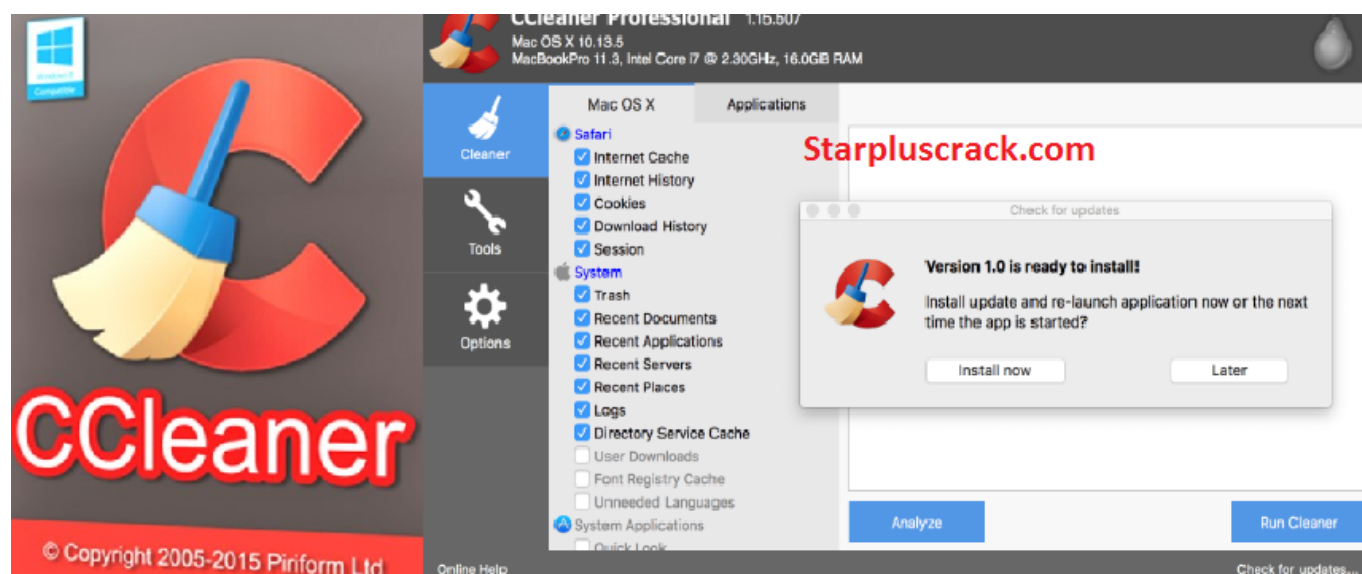 Compatible
CCleaner
© Copyright 2005-2015 Piriform Ltd
CCleaner Professional 1.15.507
Mac OS X 10.13.5
MacBookPro 11.3, Intel Core i7 @ 2.30GHz, 16.0GB RAM
Cleaner
Tools
Options
Mac OS X
Applications
Safari
Internet Cache
Internet History
Cookies
Download History
Session
System
Trash
Recent Documents
Recent Applications
Recent Servers
Recent Places
Logs
Directory Service Cache
User Downloads
Font Registry Cache
Unneeded Languages
System Applications
Quick Look
Starpluscrack.com
Check for updates
Version 1.0 is ready to install!
Install update and re-launch application now or the next
time the app is started?
Install now
Later
Analyze
Run Cleaner
Online Help
Check for updates...